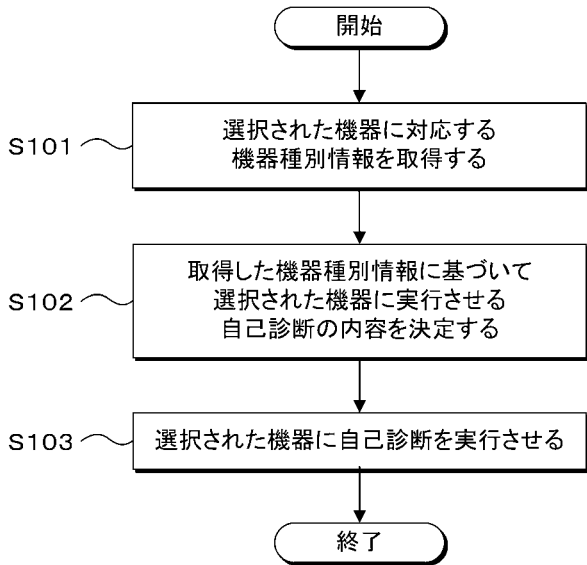 開始
S101
選択された機器に対応する
機器種別情報を取得する
S102
取得した機器種別情報に基づいて
選択された機器に実行させる
自己診断の内容を決定する
S103
選択された機器に自己診断を実行させる
終了